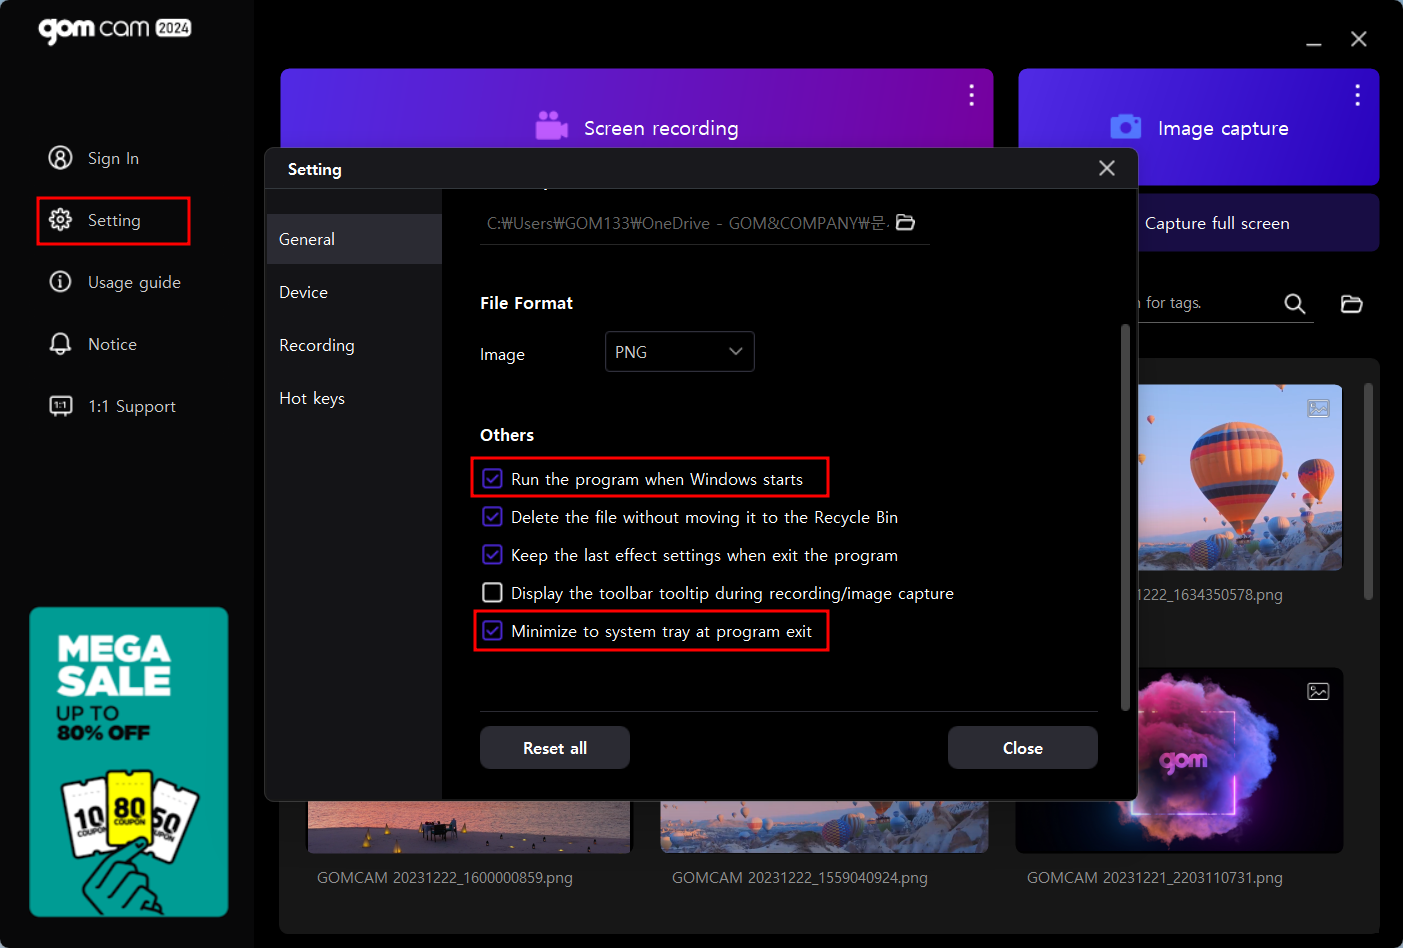 gom cam 2024
Sign In
Setting
Usage guide
Notice
1:1 Support
MEGA
SALE
UP TO
80% OFF
10
COUPON
80
COUPON
50
Screen recording
Image capture
Capture full screen
for tags.
Setting
General
Device
Recording
Hot keys
C:₩Users₩GOM133₩OneDrive - GOM&COMPANY₩문
File Format
Image
PNG
Others
Run the program when Windows starts
Delete the file without moving it to the Recycle Bin
Keep the last effect settings when exit the program
Display the toolbar tooltip during recording/image capture
Minimize to system tray at program exit
Reset all
Close
1222_1634350578.png
gom
GOMCAM 20231222_1600000859.png
GOMCAM 20231222_1559040924.png
GOMCAM 20231221_2203110731.png